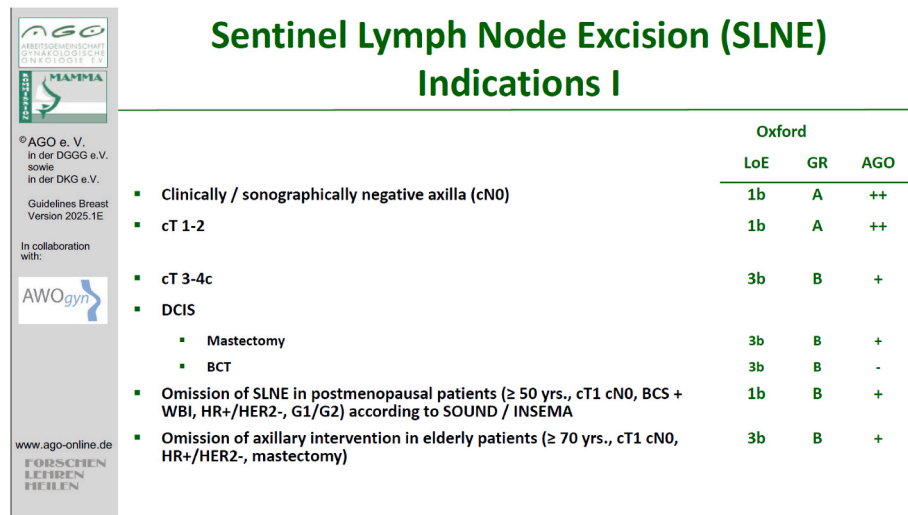 AGO
ARBEITSGEMEINSCHAFT
GYNÄKOLOGISCHE
ONKOLOGIE E.V.
KOMMISSION
MAMMA
© AGO e. V.
in der DGGG e.V.
sowie
in der DKG e.V.
Guidelines Breast
Version 2025.1E
In collaboration
with:
AWOgyn
www.ago-online.de
FORSCHEN
LEHREN
HEILEN
Sentinel Lymph Node Excision (SLNE)
Indications I
Oxford
LoE GR AGO
▪ Clinically / sonographically negative axilla (cN0) 1b A ++
▪ cT 1-2 1b A ++
▪ cT 3-4c 3b B +
▪ DCIS
▪ Mastectomy 3b B +
▪ BCT 3b B -
▪ Omission of SLNE in postmenopausal patients (≥ 50 yrs., cT1 cN0, BCS + 1b B +
WBI, HR+/HER2-, G1/G2) according to SOUND / INSEMA
▪ Omission of axillary intervention in elderly patients (≥ 70 yrs., cT1 cN0, 3b B +
HR+/HER2-, mastectomy)